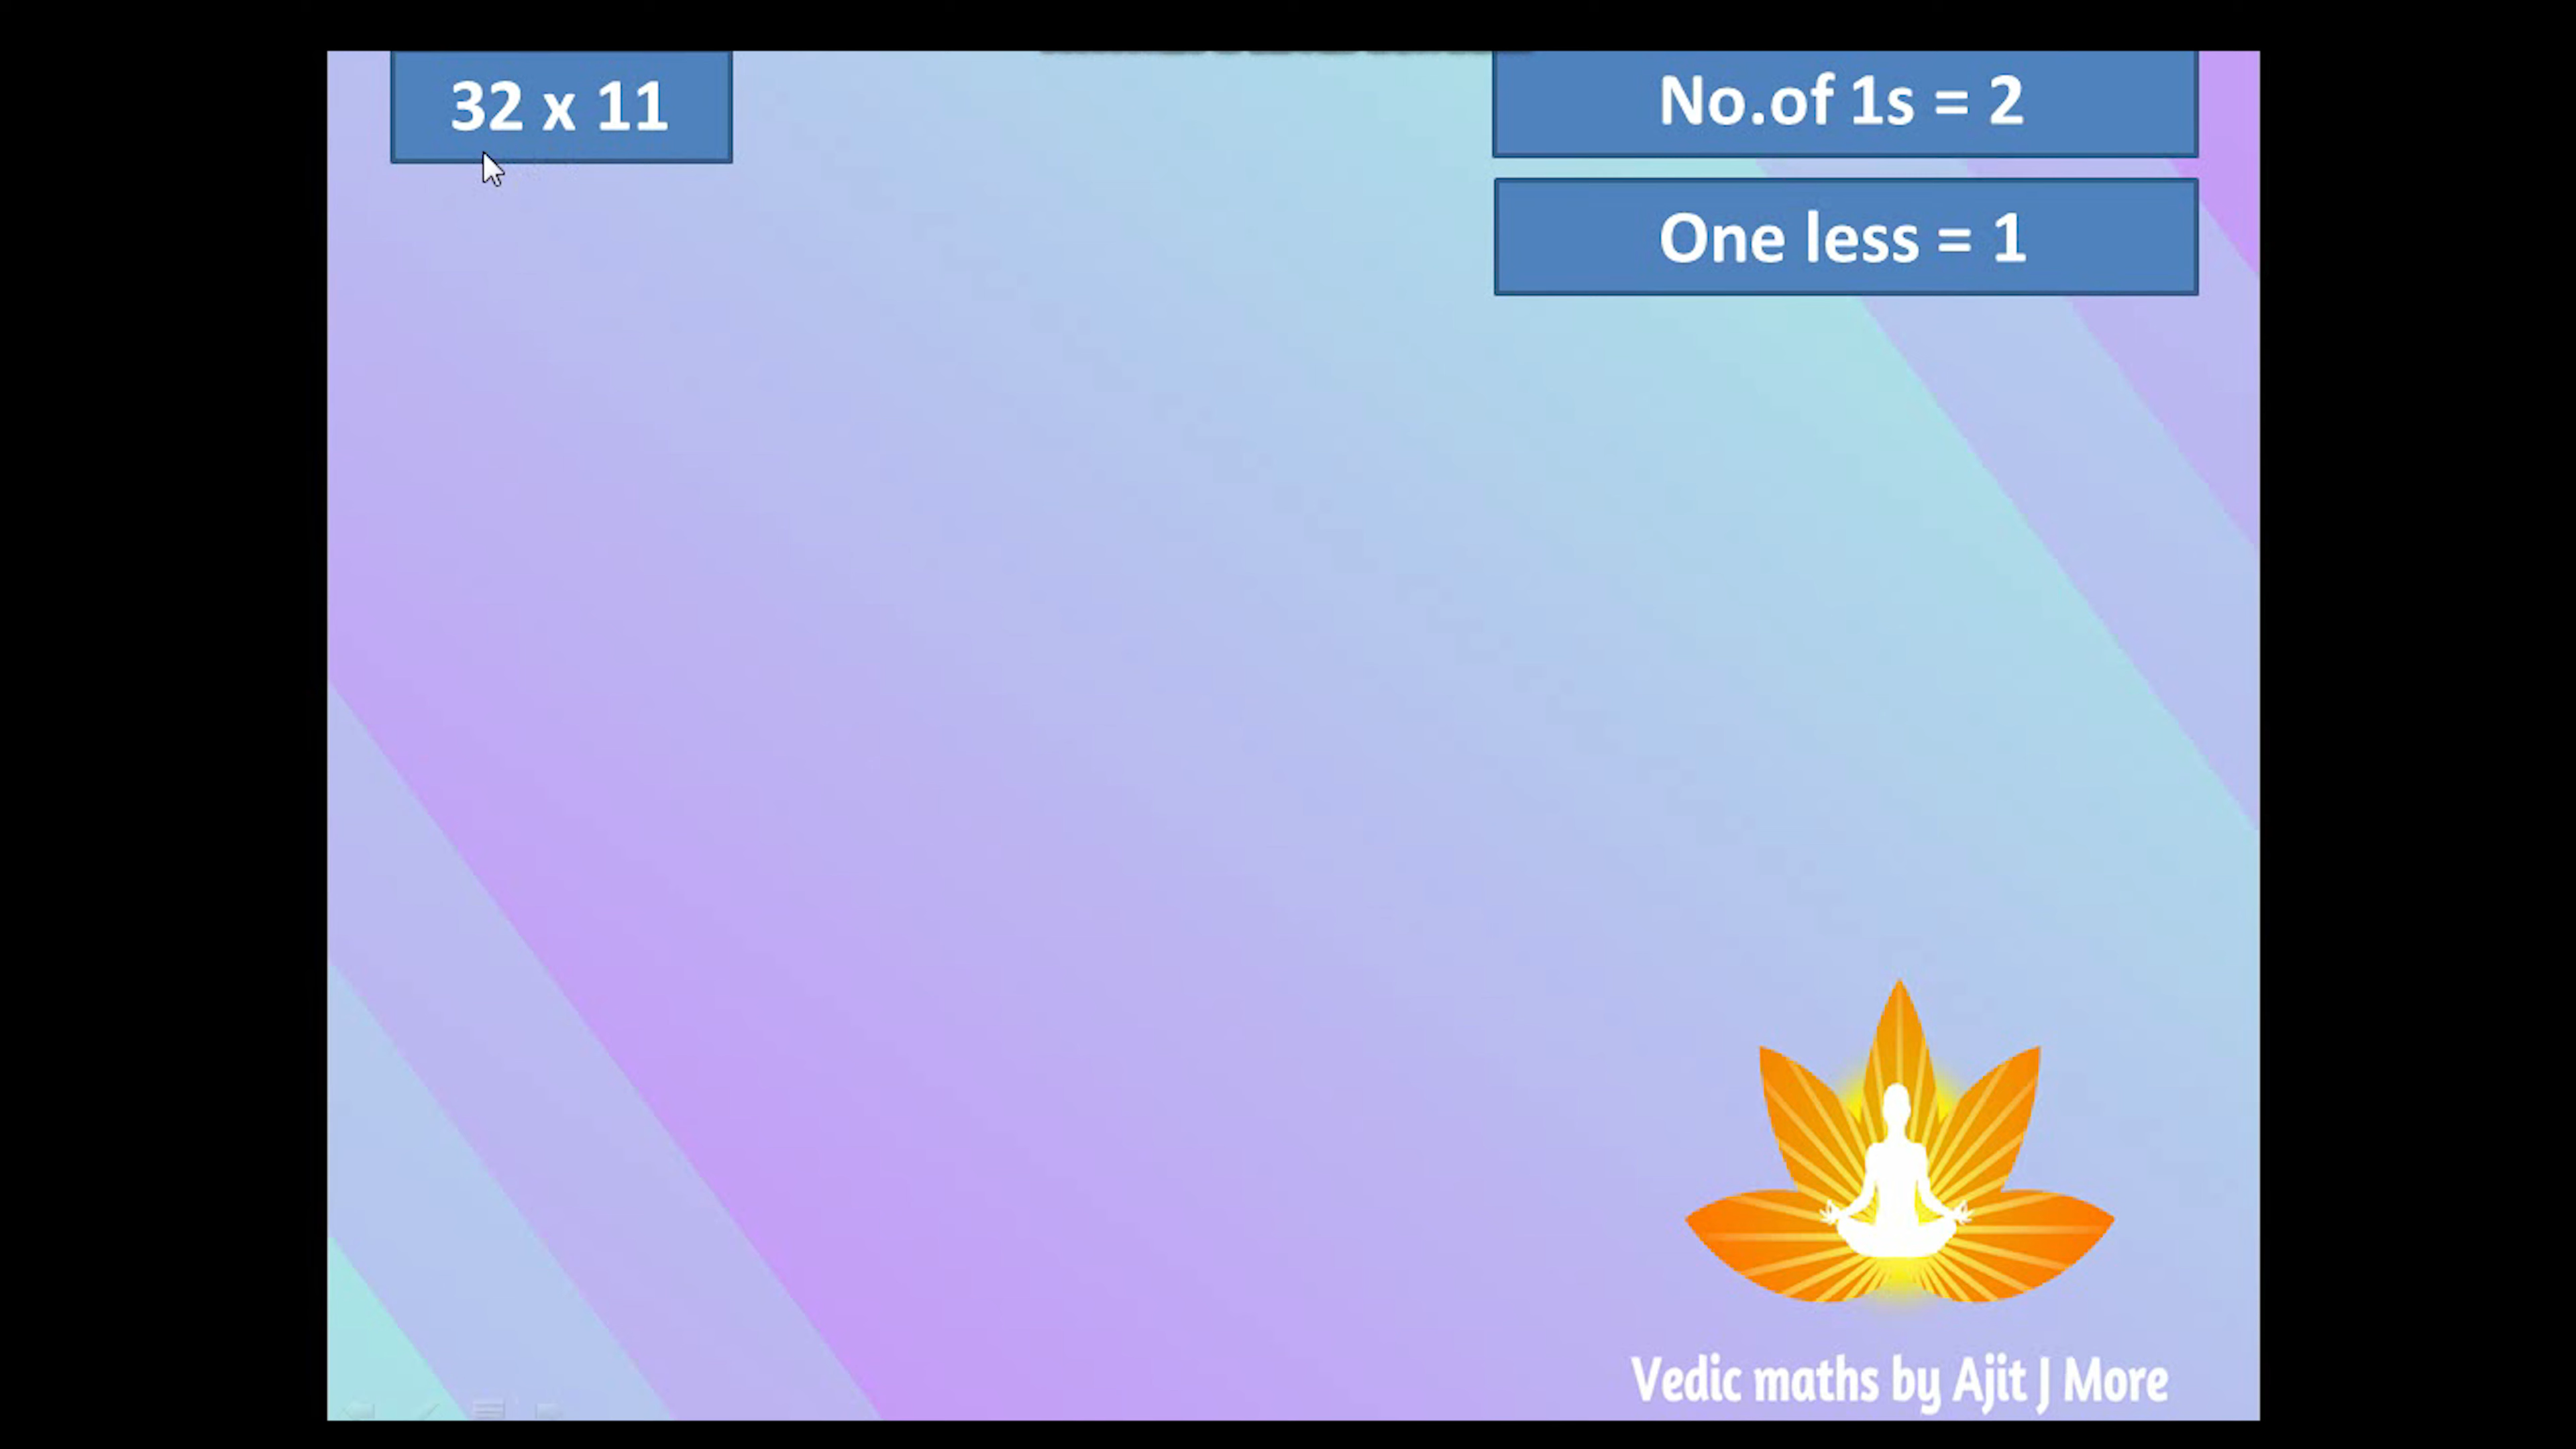 32 x 11
No.of 1s = 2
One less = 1
Vedic maths by Ajit J More